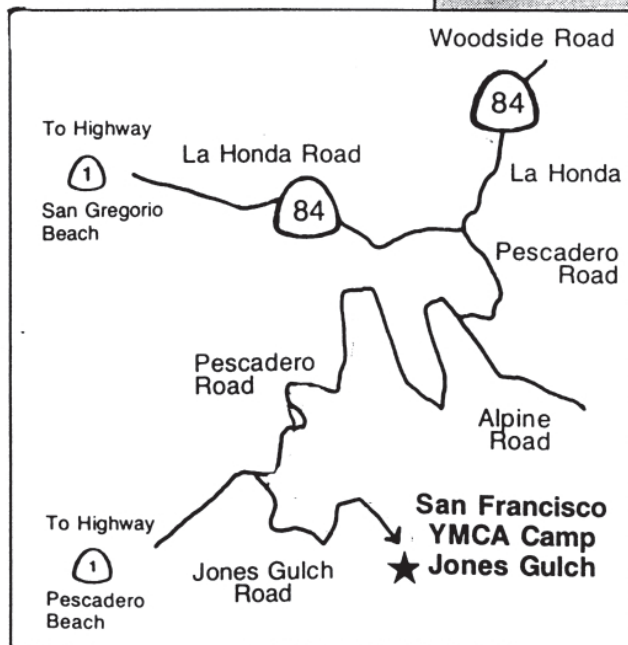 Woodside Road
84
To Highway
1
San Gregorio
Beach
La Honda Road
84
La Honda
Pescadero
Road
Pescadero
Road
Alpine
Road
San Francisco
YMCA Camp
Jones Gulch
To Highway
1
Pescadero
Beach
Jones Gulch
Road